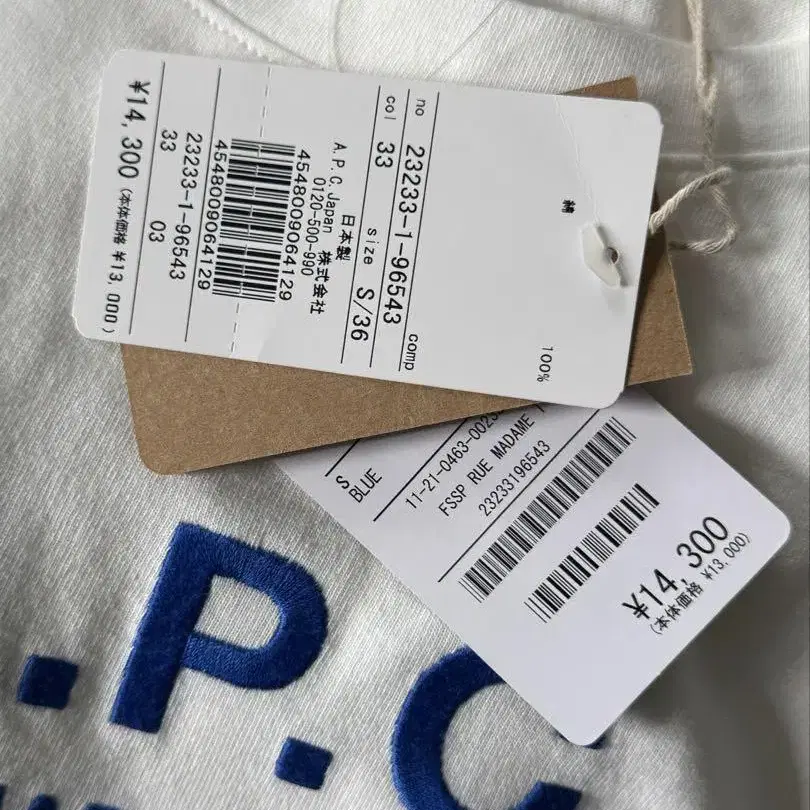 no 23233-1-96543 comp
col 33 size S/36
綿 100%
日本製
A.P.C.Japan 株式会社
0120-500-990
4548009064129
4548009064129
23233-1-96543
33 03
¥14,300 (本体価格 ¥13,000)
S
BLUE
11-21-0463-0023
FSSP RUE MADAME
23233196543
¥14,300
(本体価格 ¥13,000)
.P.C